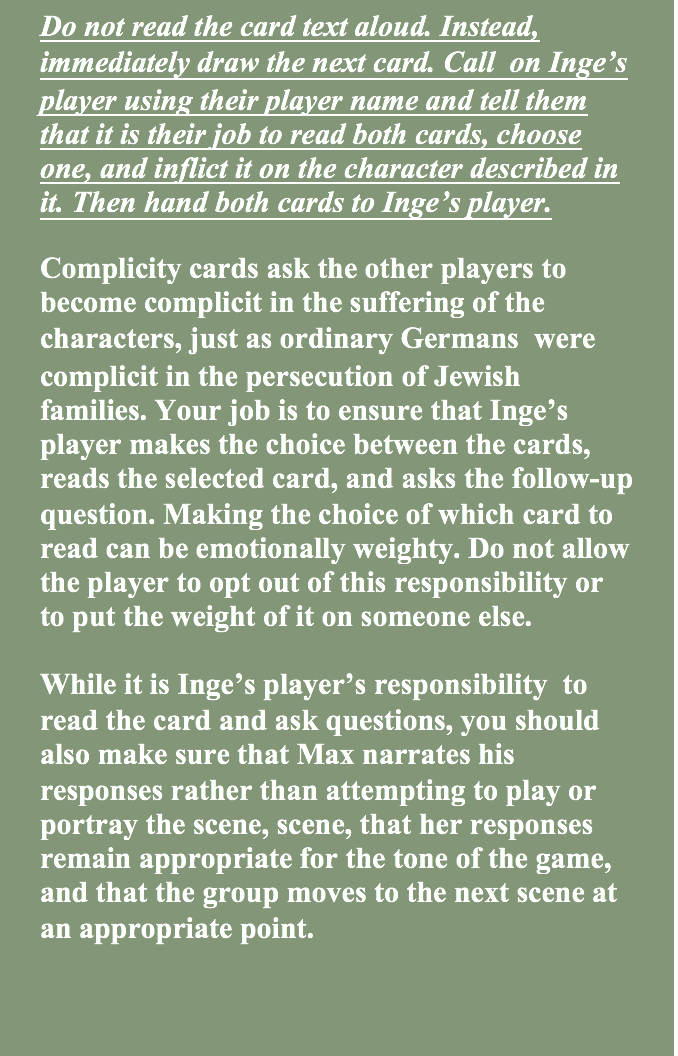 Do not read the card text aloud. Instead,
immediately draw the next card. Call  on Inge’s
player using their player name and tell them
that it is their job to read both cards, choose
one, and inflict it on the character described in
it. Then hand both cards to Inge’s player.
Complicity cards ask the other players to
become complicit in the suffering of the
characters, just as ordinary Germans  were
complicit in the persecution of Jewish
families. Your job is to ensure that Inge’s
player makes the choice between the cards,
reads the selected card, and asks the follow-up
question. Making the choice of which card to
read can be emotionally weighty. Do not allow
the player to opt out of this responsibility or
to put the weight of it on someone else.
While it is Inge’s player’s responsibility  to
read the card and ask questions, you should
also make sure that Max narrates his
responses rather than attempting to play or
portray the scene, scene, that her responses
remain appropriate for the tone of the game,
and that the group moves to the next scene at
an appropriate point.